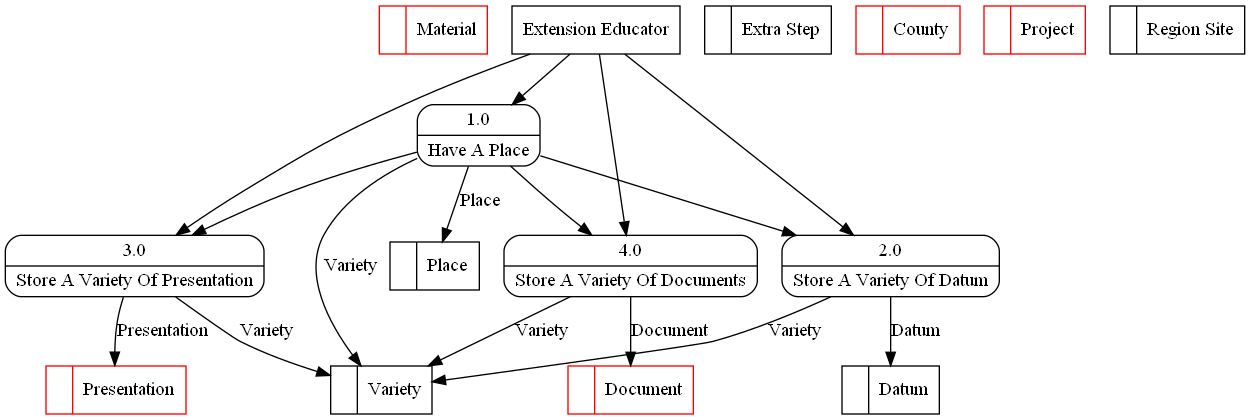 Material
Extension Educator
Extra Step
County
Project
Region Site
1.0
Have A Place
Place
3.0
Store A Variety Of Presentation
Variety
Place
4.0
Store A Variety Of Documents
2.0
Store A Variety Of Datum
Presentation
Variety
Variety
Document
Variety
Datum
Presentation
Variety
Document
Datum